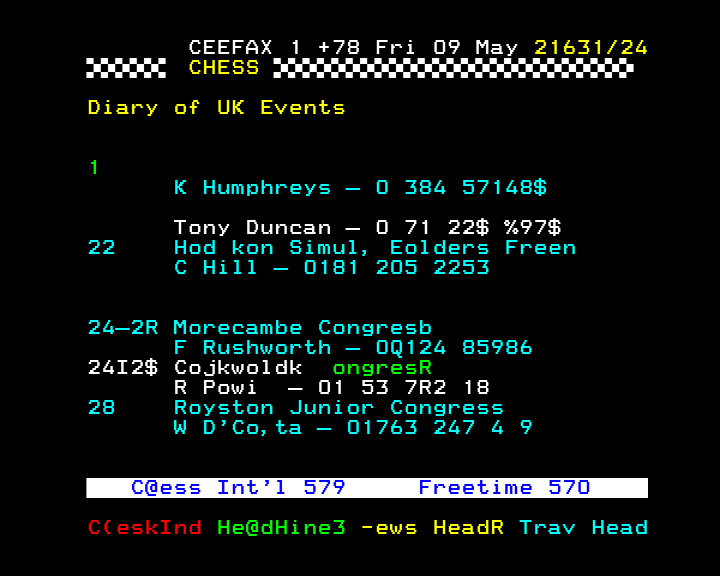 CEEFAX 1 +78 Fri 09 May 21631/24
CHESS
Diary of UK Events
1
K Humphreys – 0 384 57148$
Tony Duncan – 0 71 22$ %97$
22 Hod kon Simul, Eolders Freen
C Hill – 0181 205 2253
24–2R Morecambe Congresb
F Rushworth – 0Q124 85986
24I2$ Cojkwoldk ongresR
R Powi – 01 53 7R2 18
28 Royston Junior Congress
W D'Co,ta – 01763 247 4 9
C@ess Int'l 579 Freetime 570
C(eskInd He@dHine3 -ews HeadR Trav Head